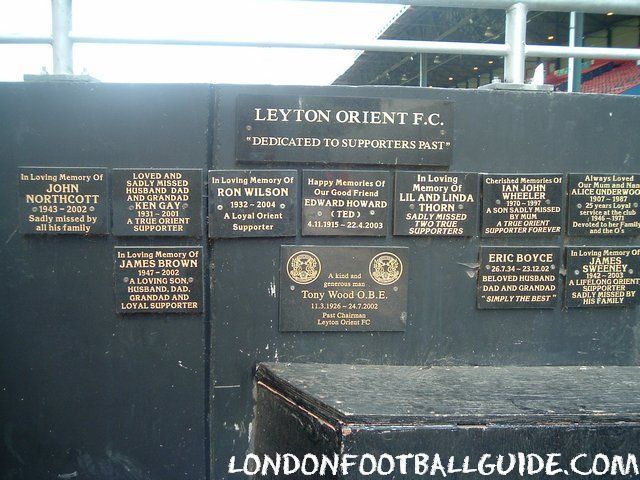 LEYTON ORIENT F.C.
"DEDICATED TO SUPPORTERS PAST"
In Loving Memory Of
JOHN
NORTHCOTT
1943 - 2002
Sadly missed by
all his family
LOVED AND
SADLY MISSED
HUSBAND DAD
AND GRANDAD
KEN GAY
1931 - 2001
A TRUE ORIENT
SUPPORTER
In Loving Memory Of
RON WILSON
1932 - 2004
A Loyal Orient
Supporter
Happy Memories Of
Our Good Friend
EDWARD HOWARD
(TED)
4.11.1915 - 22.4.2003
In Loving
Memory Of
LIL AND LINDA
THORN
SADLY MISSED
TWO TRUE
SUPPORTERS
Cherished Memories Of
IAN JOHN
WHEELER
1970 - 1997
A SON SADLY MISSED
BY MUM
A TRUE ORIENT
SUPPORTER FOREVER
Always Loved
Our Mum and Nan
ALICE UNDERWOOD
1907 - 1987
25 years Loyal
service at the club
1946 - 1971
Devoted to her Family
and the O's
In Loving Memory Of
JAMES BROWN
1947 - 2002
A LOVING SON,
HUSBAND, DAD,
GRANDAD AND
LOYAL SUPPORTER
A kind and
generous man
Tony Wood O.B.E.
11.3.1926 - 24.7.2002
Past Chairman
Leyton Orient FC
ERIC BOYCE
26.7.34 - 23.12.02
BELOVED HUSBAND
DAD AND GRANDAD
"SIMPLY THE BEST"
In Loving Memory Of
JAMES
SWEENEY
1942 - 2003
A LIFELONG ORIENT
SUPPORTER
SADLY MISSED BY
HIS FAMILY
LONDONFOOTBALLGUIDE.COM